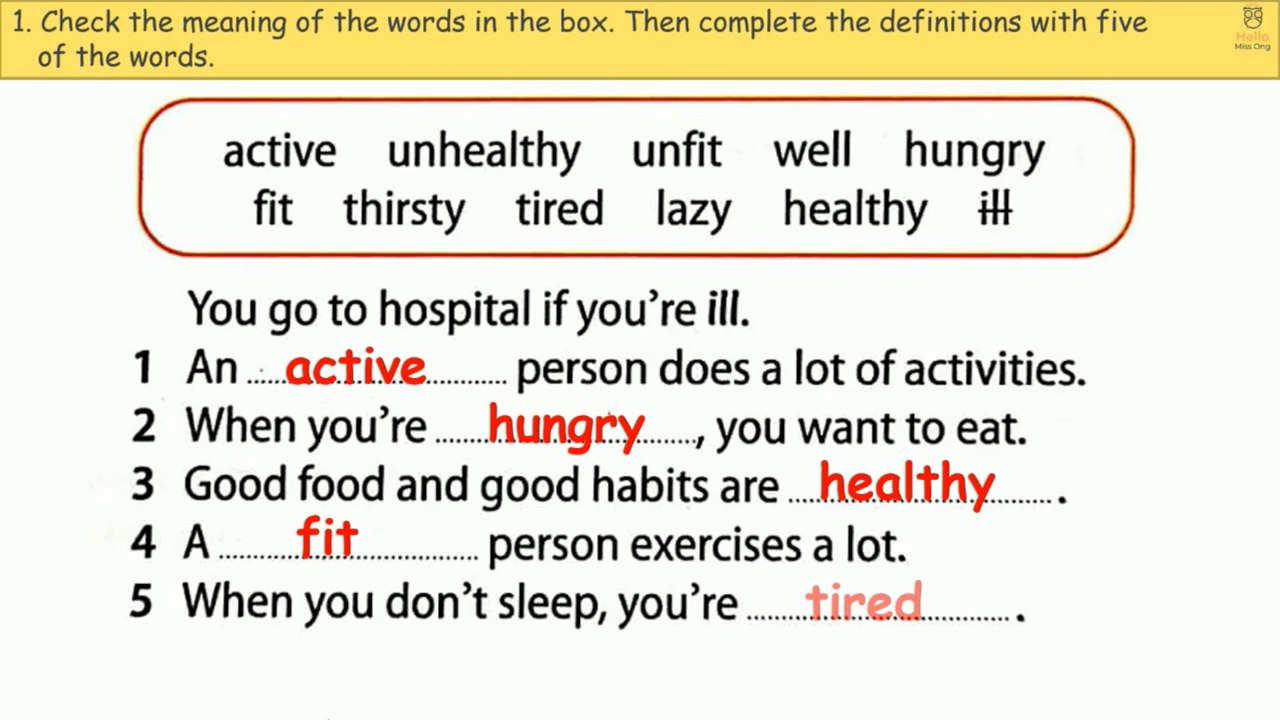 1. Check the meaning of the words in the box. Then complete the definitions with five
of the words.
Hello
Miss Ong
active unhealthy unfit well hungry
fit thirsty tired lazy healthy ill
You go to hospital if you're ill.
1 An ....active.... person does a lot of activities.
2 When you're ....hungry...., you want to eat.
3 Good food and good habits are ....healthy.... .
4 A ....fit.... person exercises a lot.
5 When you don't sleep, you're ....tired.... .